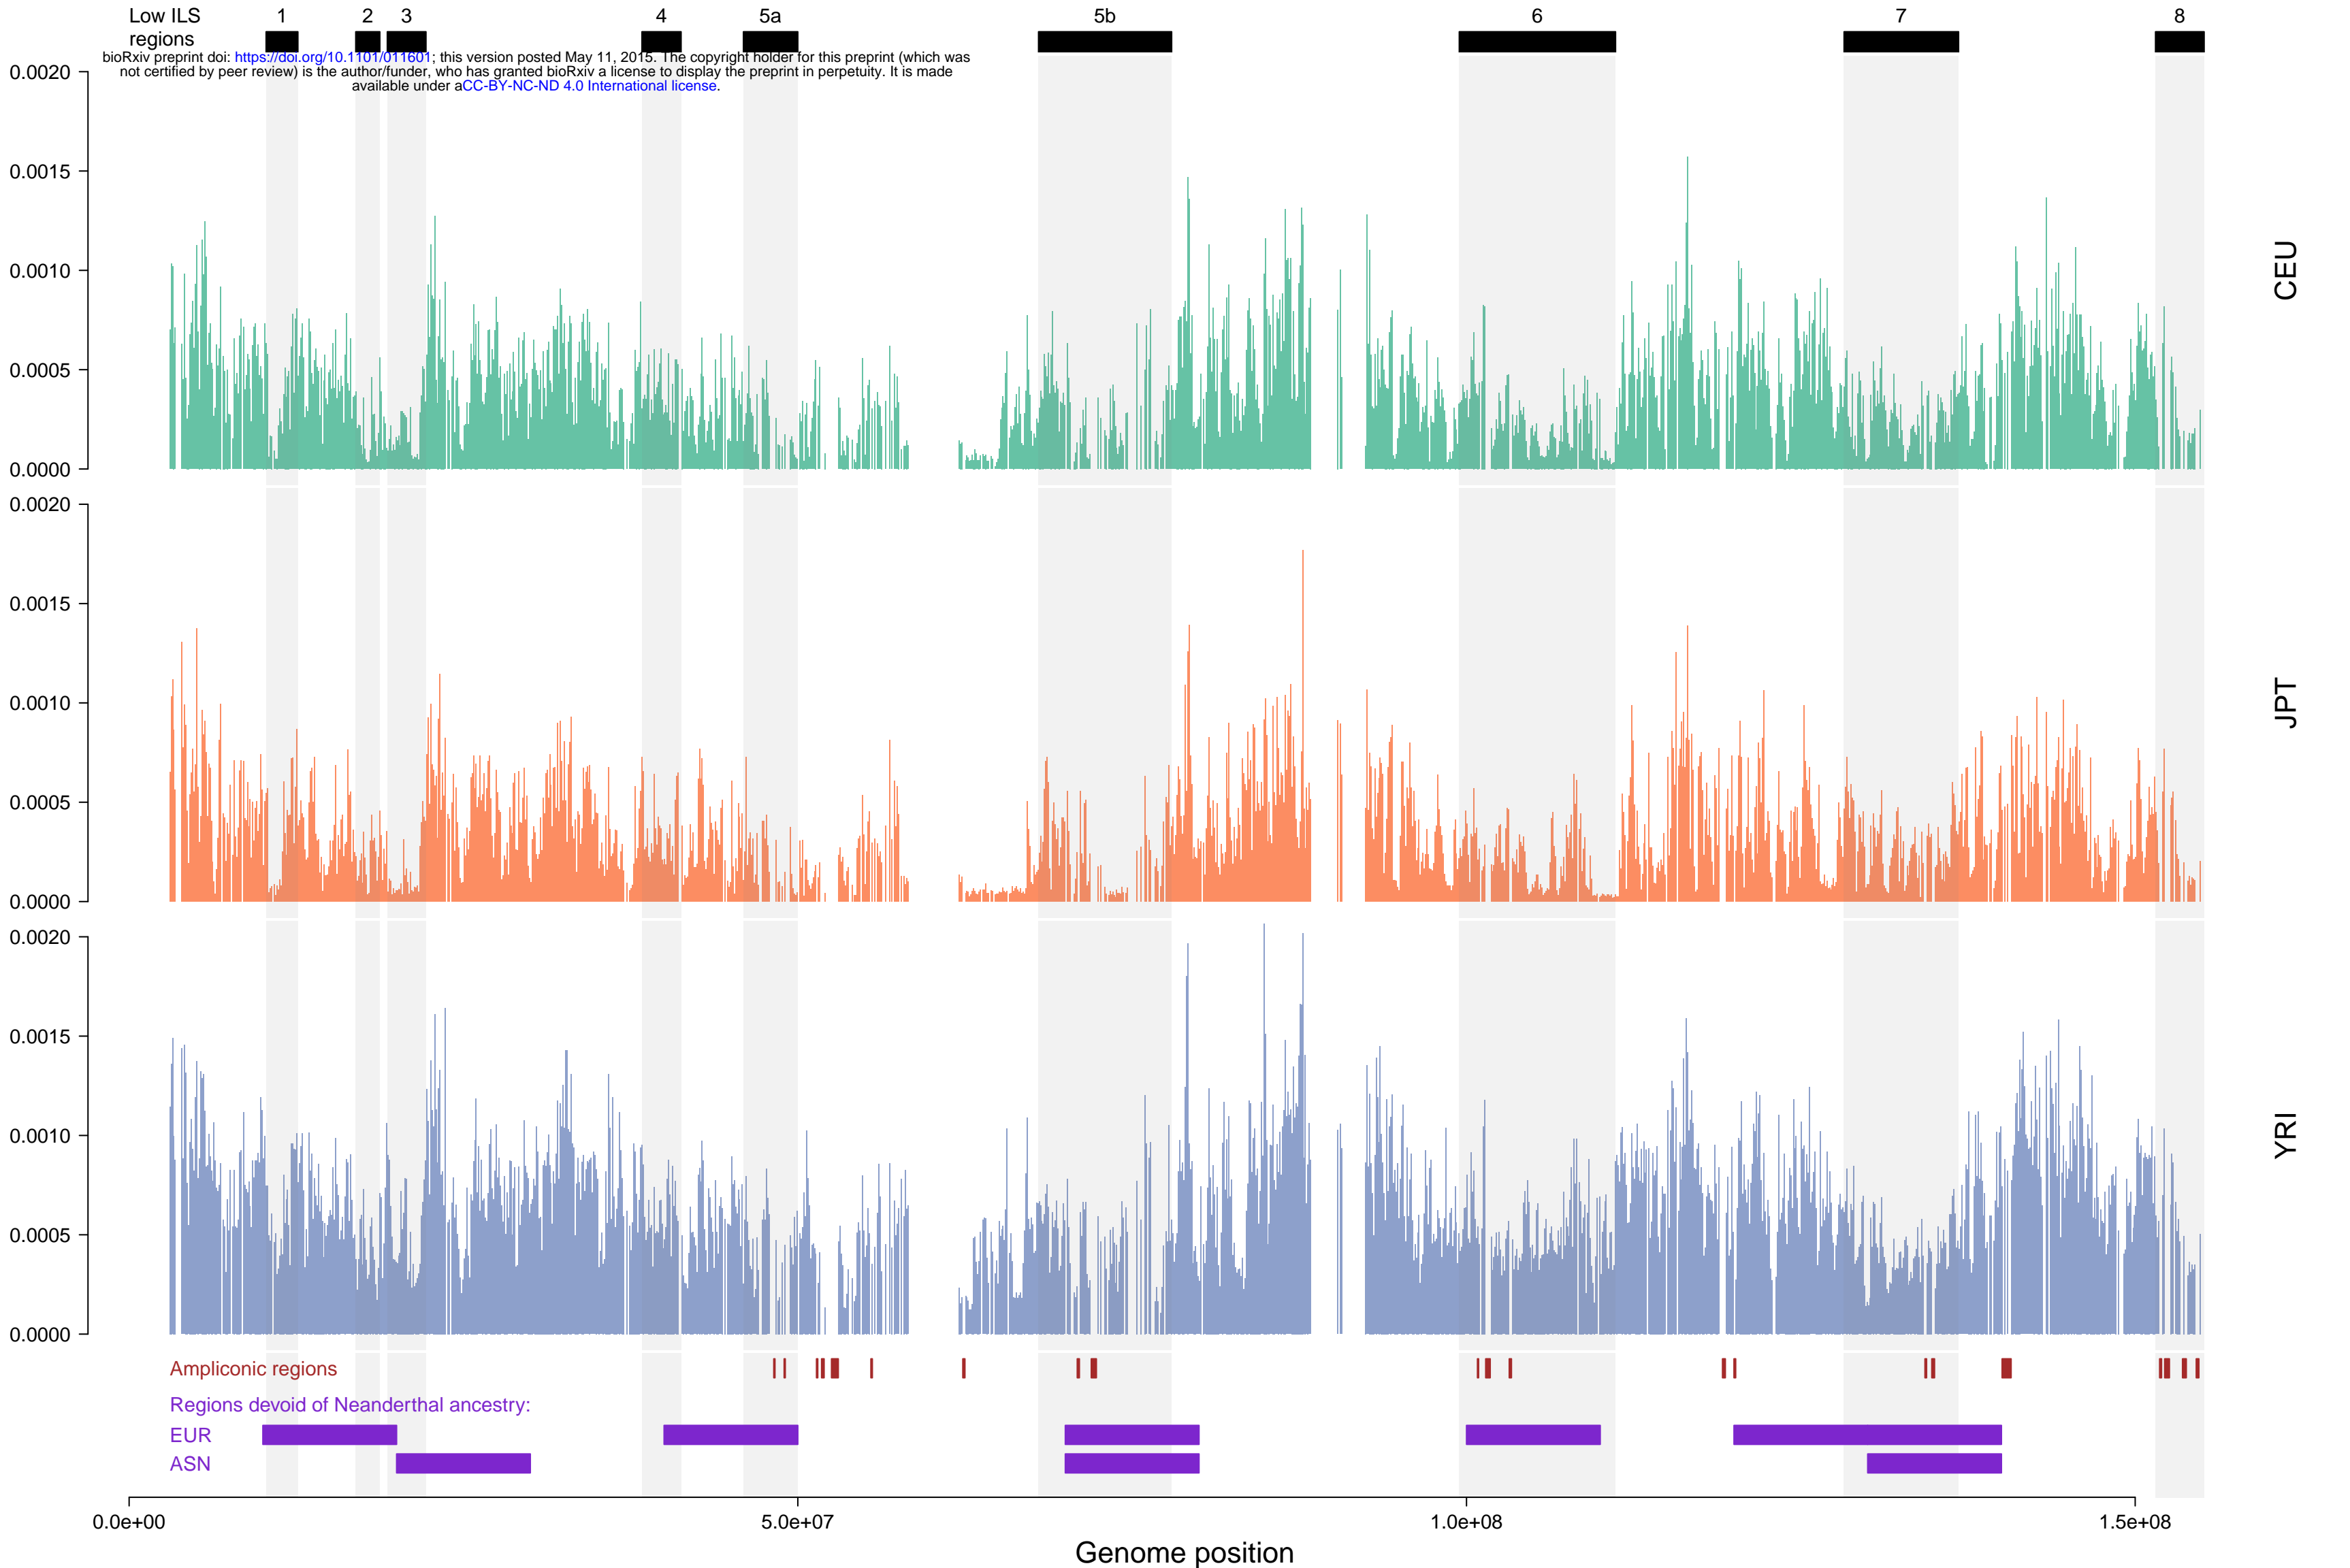 Low ILS regions
1 2 3 4 5a 5b 6 7 8
bioRxiv preprint doi: https://doi.org/10.1101/011601; this version posted May 11, 2015. The copyright holder for this preprint (which was
not certified by peer review) is the author/funder, who has granted bioRxiv a license to display the preprint in perpetuity. It is made
available under aCC-BY-NC-ND 4.0 International license.
0.0020
0.0015
0.0010
0.0005
0.0000
CEU
0.0020
0.0015
0.0010
0.0005
0.0000
JPT
0.0020
0.0015
0.0010
0.0005
0.0000
YRI
Ampliconic regions
Regions devoid of Neanderthal ancestry:
EUR
ASN
0.0e+00 5.0e+07 1.0e+08 1.5e+08
Genome position